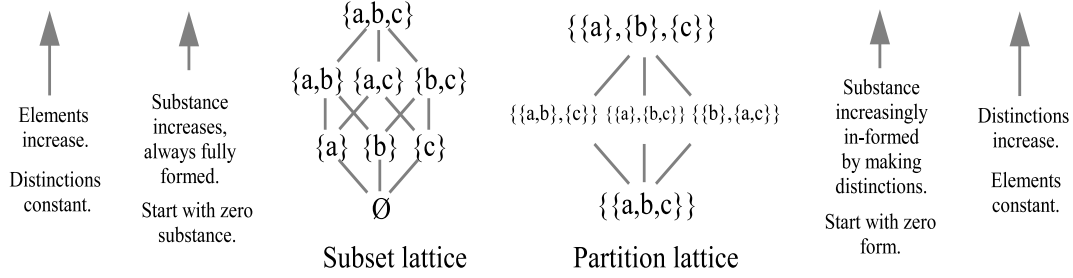 Elements
increase.
Distinctions
constant.
Substance
increases,
always fully
formed.
Start with zero
substance.
{a,b,c}
{a,b} {a,c} {b,c}
{a} {b} {c}
Ø
Subset lattice
{{a},{b},{c}}
{{a,b},{c}} {{a},{b,c}} {{b},{a,c}}
{{a,b,c}}
Partition lattice
Substance
increasingly
in-formed
by making
distinctions.
Start with zero
form.
Distinctions
increase.
Elements
constant.